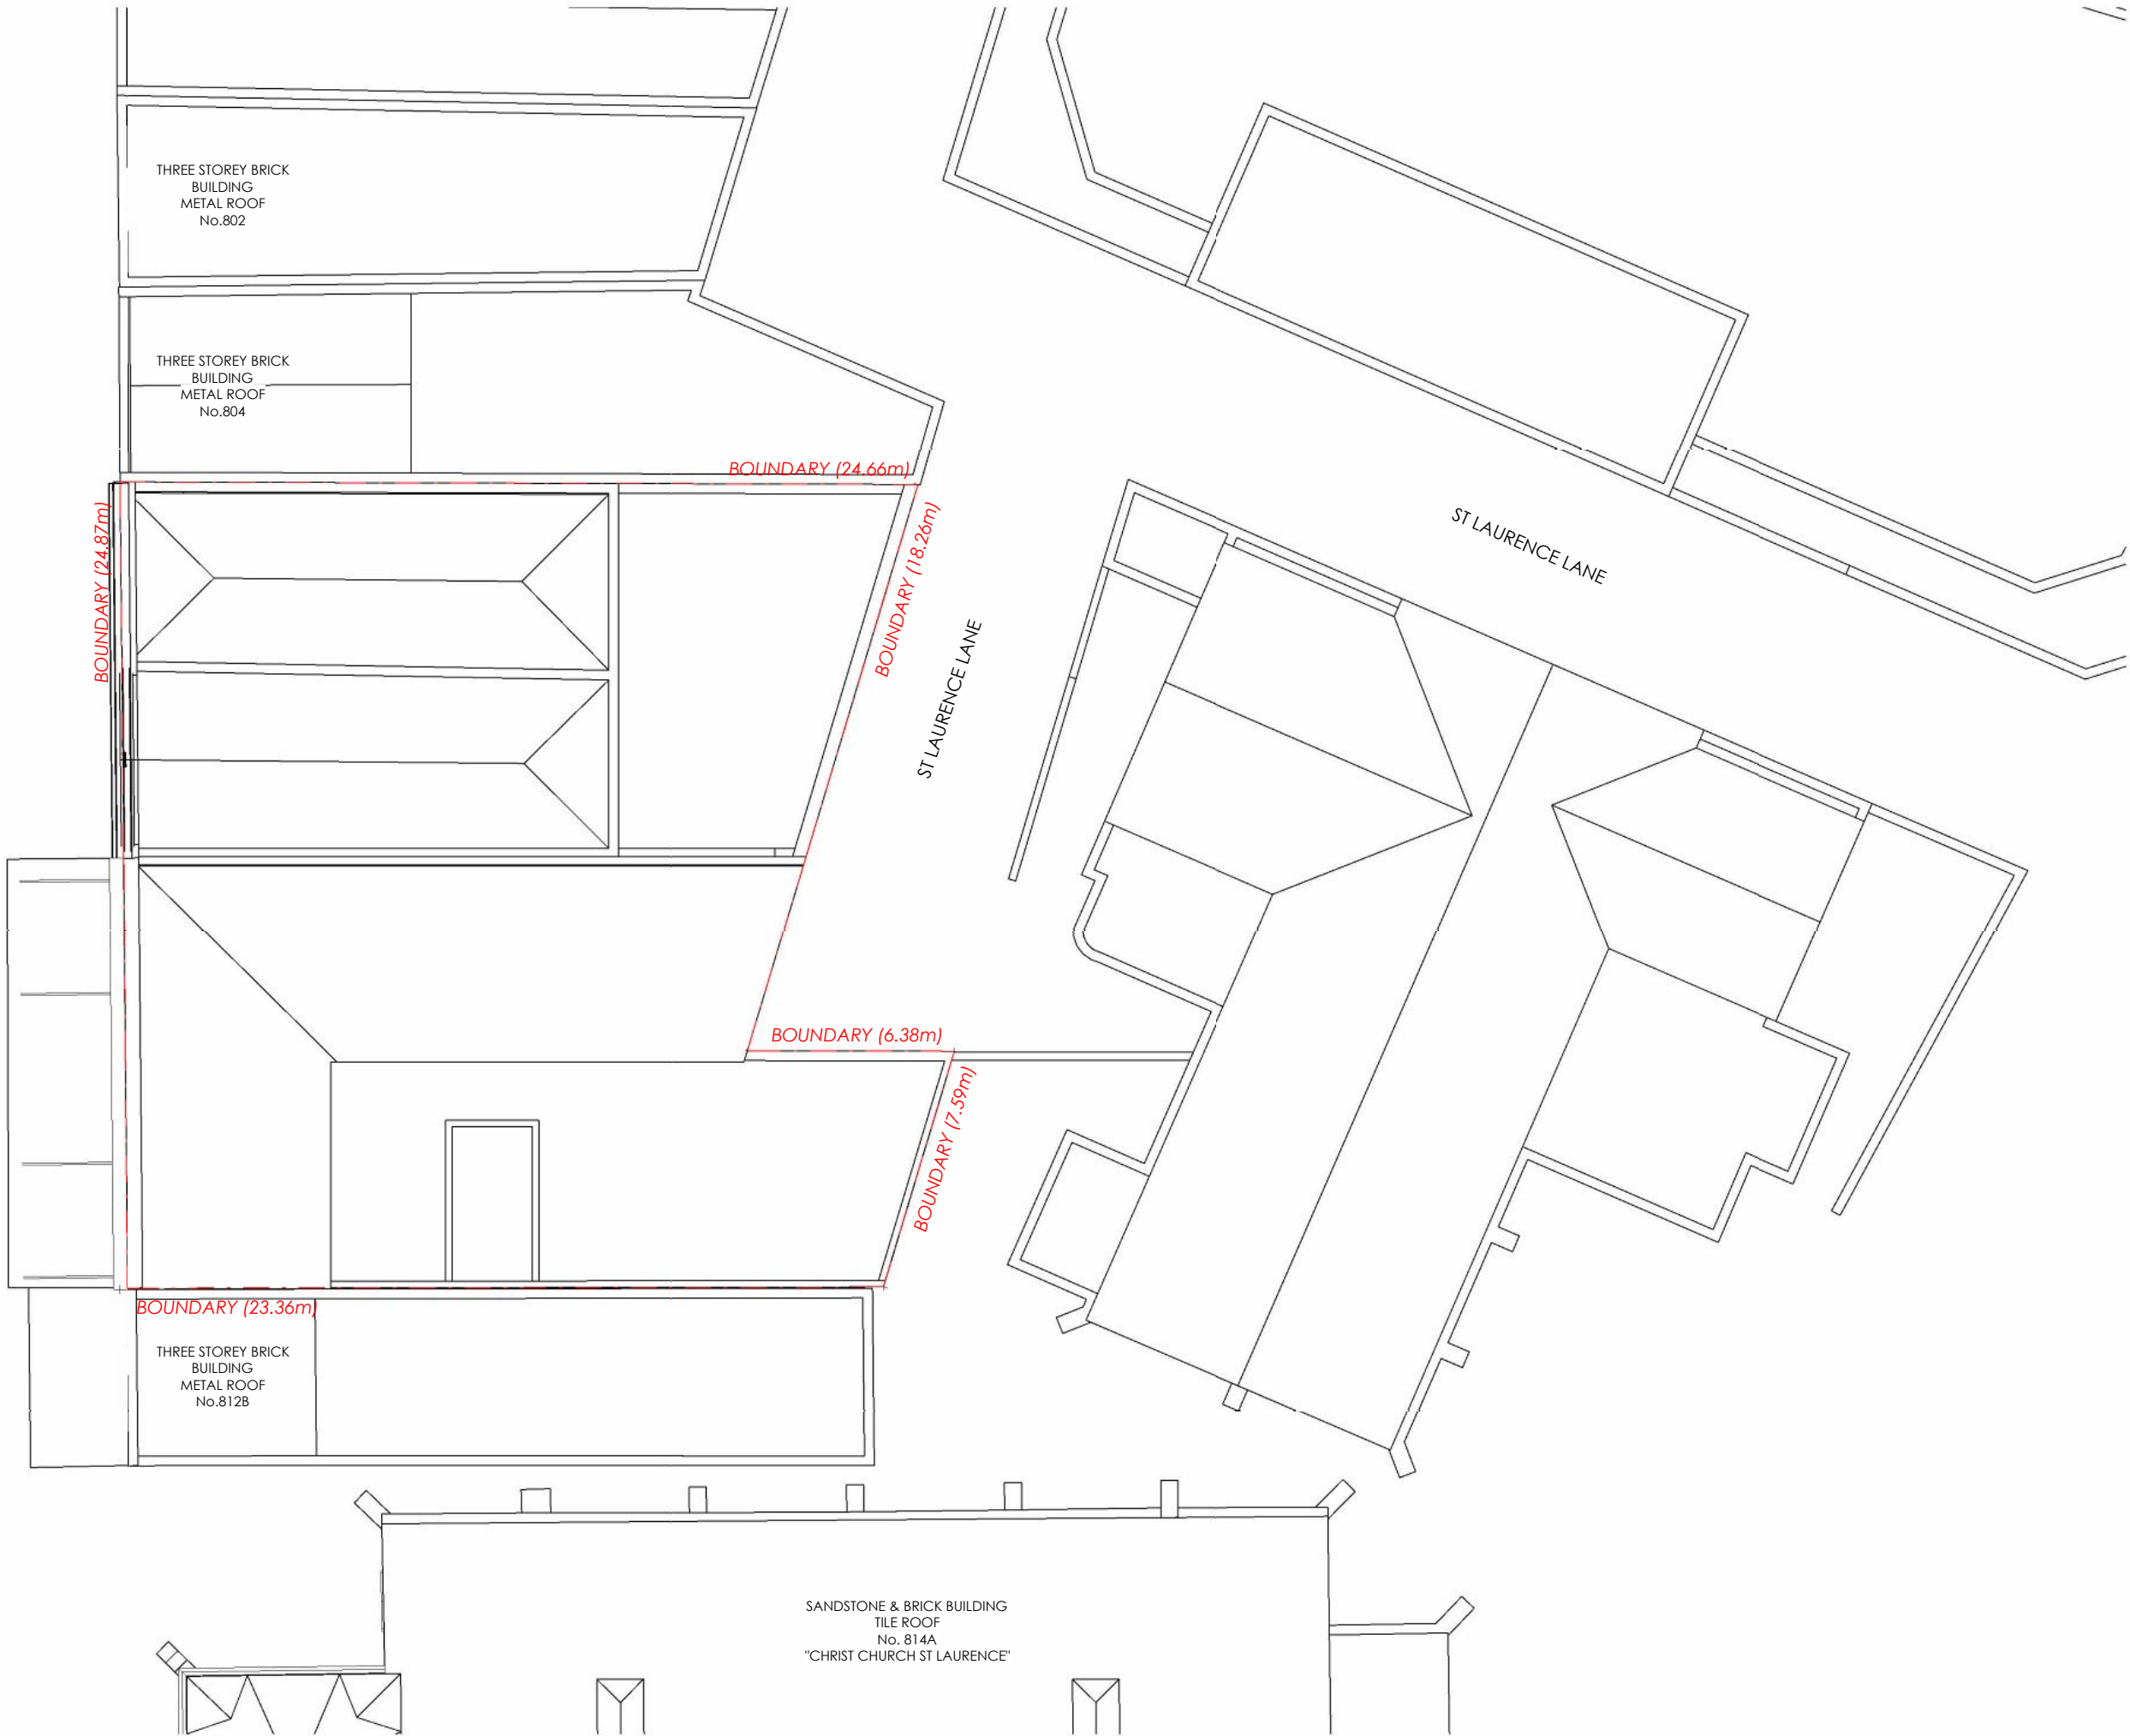 THREE STOREY BRICK
BUILDING
METAL ROOF
No.802
THREE STOREY BRICK
BUILDING
METAL ROOF
No.804
BOUNDARY (24.66m)
BOUNDARY (24.87m)
BOUNDARY (18.26m)
ST LAURENCE LANE
ST LAURENCE LANE
BOUNDARY (6.38m)
BOUNDARY (7.59m)
BOUNDARY (23.36m)
THREE STOREY BRICK
BUILDING
METAL ROOF
No.812B
SANDSTONE & BRICK BUILDING
TILE ROOF
No. 814A
"CHRIST CHURCH ST LAURENCE"